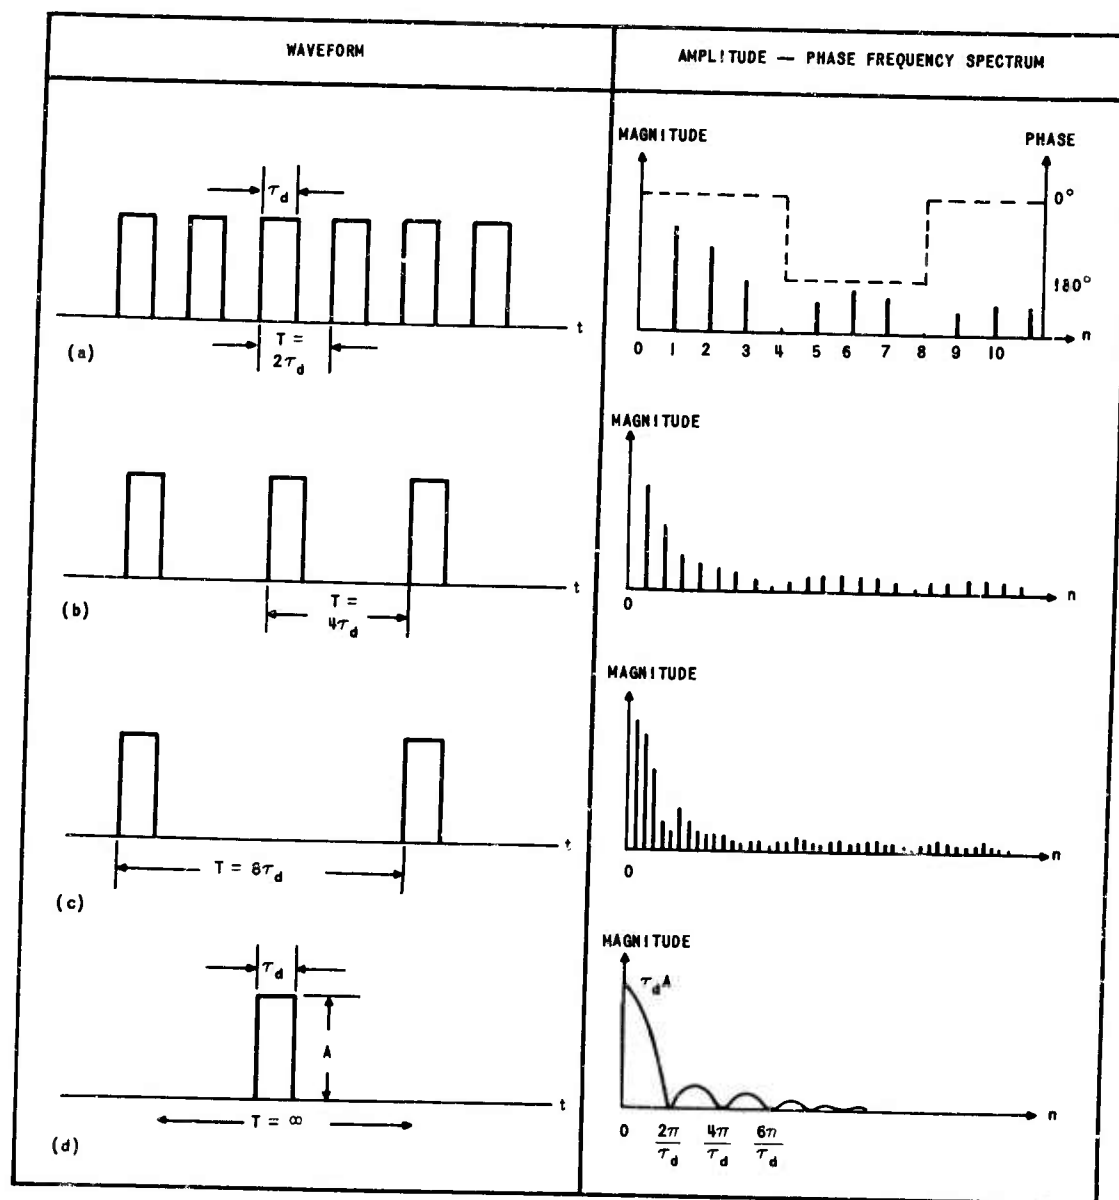 WAVEFORM
AMPLITUDE — PHASE FREQUENCY SPECTRUM
τd
T =
2τd
t
(a)
MAGNITUDE
PHASE
0°
180°
0 1 2 3 4 5 6 7 8 9 10 n
T =
4τd
t
(b)
MAGNITUDE
0
n
T = 8τd
t
(c)
MAGNITUDE
0
n
τd
A
t
T = ∞
(d)
MAGNITUDE
τdA
0 2π/τd 4π/τd 6π/τd
n